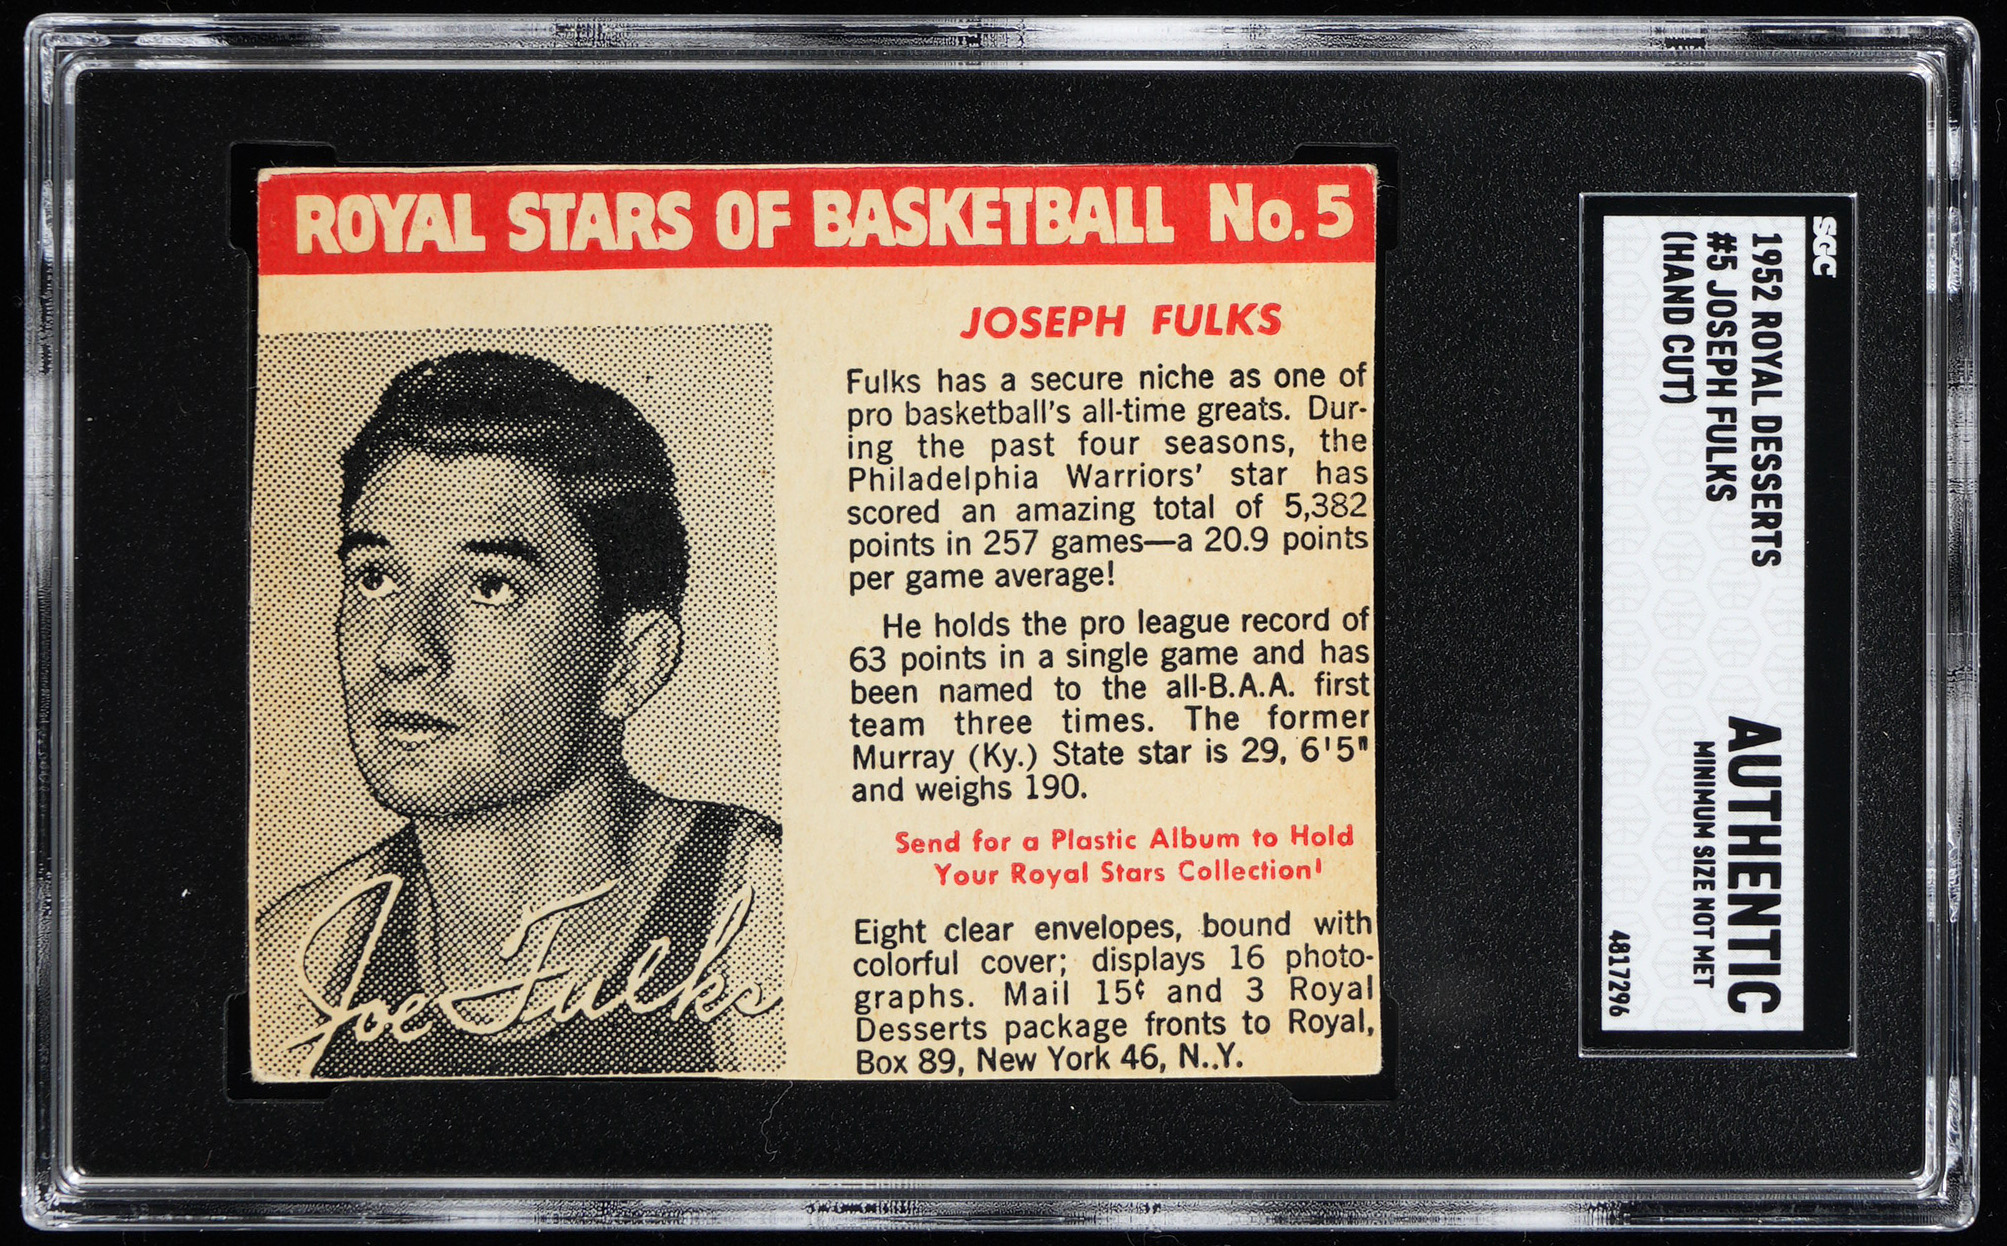 ROYAL STARS OF BASKETBALL No. 5
JOSEPH FULKS
Fulks has a secure niche as one of
pro basketball's all-time greats. Dur-
ing the past four seasons, the
Philadelphia Warriors' star has
scored an amazing total of 5,382
points in 257 games—a 20.9 points
per game average!
He holds the pro league record of
63 points in a single game and has
been named to the all-B.A.A. first
team three times. The former
Murray (Ky.) State star is 29, 6'5"
and weighs 190.
Send for a Plastic Album to Hold
Your Royal Stars Collection!
Eight clear envelopes, bound with
colorful cover; displays 16 photo-
graphs. Mail 15¢ and 3 Royal
Desserts package fronts to Royal,
Box 89, New York 46, N.Y.
Joe Fulks
SGC
1952 ROYAL DESSERTS
#5 JOSEPH FULKS
(HAND CUT)
AUTHENTIC
MINIMUM SIZE NOT MET
4817296